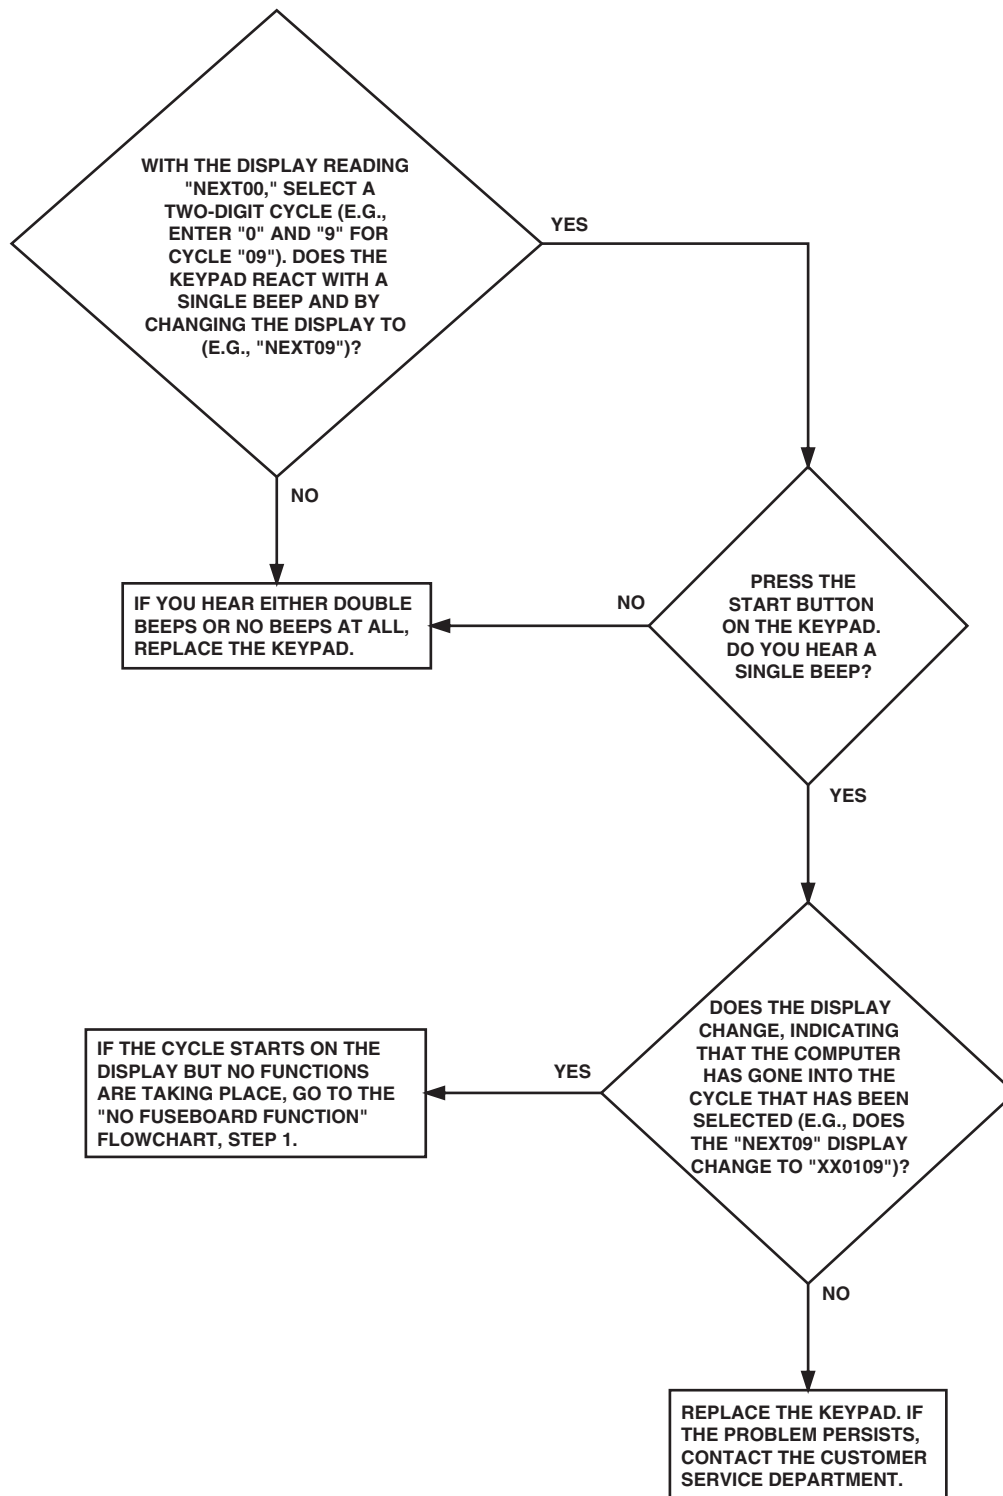 WITH THE DISPLAY READING
"NEXT00," SELECT A
TWO-DIGIT CYCLE (E.G.,
ENTER "0" AND "9" FOR
CYCLE "09"). DOES THE
KEYPAD REACT WITH A
SINGLE BEEP AND BY
CHANGING THE DISPLAY TO
(E.G., "NEXT09")?
YES
NO
IF YOU HEAR EITHER DOUBLE
BEEPS OR NO BEEPS AT ALL,
REPLACE THE KEYPAD.
NO
PRESS THE
START BUTTON
ON THE KEYPAD.
DO YOU HEAR A
SINGLE BEEP?
YES
DOES THE DISPLAY
CHANGE, INDICATING
THAT THE COMPUTER
HAS GONE INTO THE
CYCLE THAT HAS BEEN
SELECTED (E.G., DOES
THE "NEXT09" DISPLAY
CHANGE TO "XX0109")?
YES
IF THE CYCLE STARTS ON THE
DISPLAY BUT NO FUNCTIONS
ARE TAKING PLACE, GO TO THE
"NO FUSEBOARD FUNCTION"
FLOWCHART, STEP 1.
NO
REPLACE THE KEYPAD. IF
THE PROBLEM PERSISTS,
CONTACT THE CUSTOMER
SERVICE DEPARTMENT.